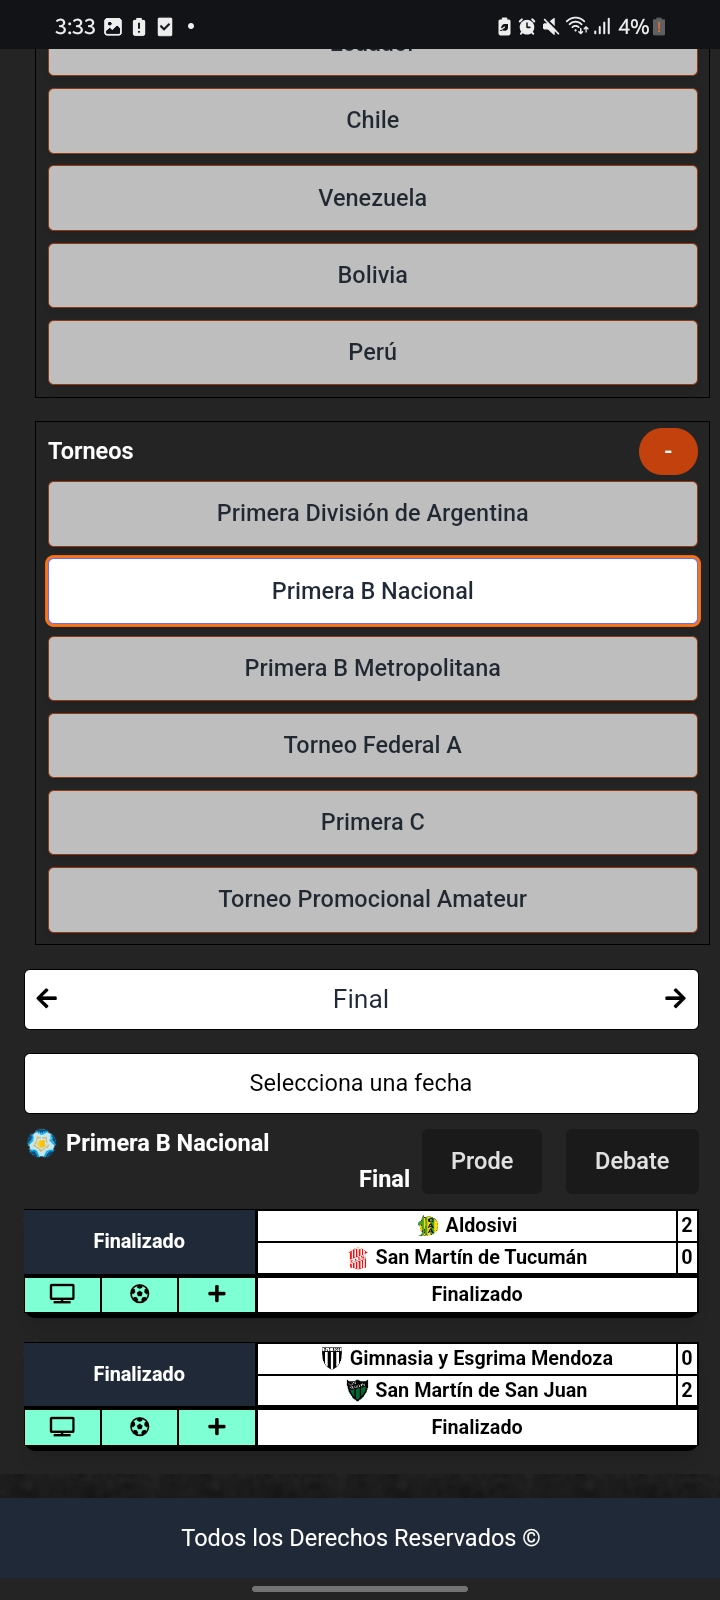 3:33
4%
Chile
Venezuela
Bolivia
Perú
Torneos
-
Primera División de Argentina
Primera B Nacional
Primera B Metropolitana
Torneo Federal A
Primera C
Torneo Promocional Amateur
Final
Selecciona una fecha
Primera B Nacional
Final
Prode
Debate
Finalizado
Aldosivi 2
San Martín de Tucumán 0
Finalizado
Finalizado
Gimnasia y Esgrima Mendoza 0
San Martín de San Juan 2
Finalizado
Todos los Derechos Reservados ©